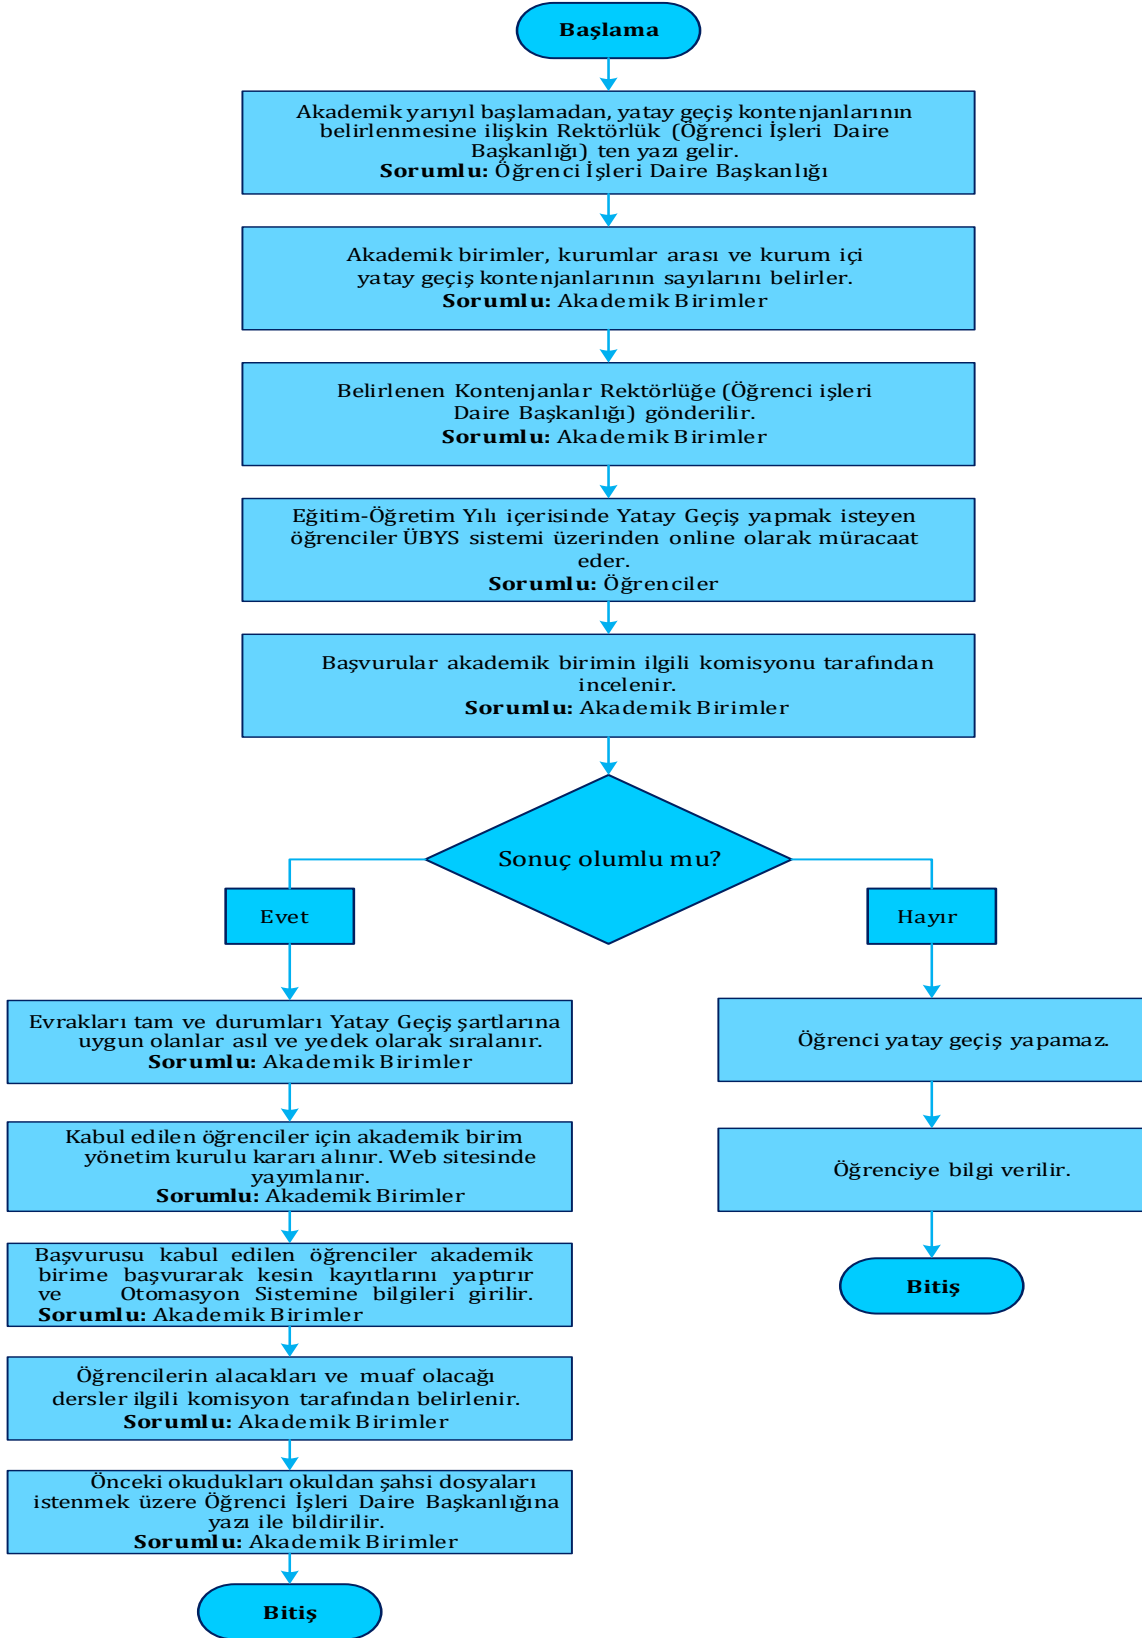 Başlama
Akademik yarıyıl başlamadan, yatay geçiş kontenjanlarının
belirlenmesine ilişkin Rektörlük (Öğrenci İşleri Daire
Başkanlığı) ten yazı gelir.
Sorumlu: Öğrenci İşleri Daire Başkanlığı
Akademik birimler, kurumlar arası ve kurum içi
yatay geçiş kontenjanlarının sayılarını belirler.
Sorumlu: Akademik Birimler
Belirlenen Kontenjanlar Rektörlüğe (Öğrenci işleri
Daire Başkanlığı) gönderilir.
Sorumlu: Akademik Birimler
Eğitim-Öğretim Yılı içerisinde Yatay Geçiş yapmak isteyen
öğrenciler ÜBYS sistemi üzerinden online olarak müracaat
eder.
Sorumlu: Öğrenciler
Başvurular akademik birimin ilgili komisyonu tarafından
incelenir.
Sorumlu: Akademik Birimler
Sonuç olumlu mu?
Evet
Hayır
Evrakları tam ve durumları Yatay Geçiş şartlarına
uygun olanlar asıl ve yedek olarak sıralanır.
Sorumlu: Akademik Birimler
Kabul edilen öğrenciler için akademik birim
yönetim kurulu kararı alınır. Web sitesinde
yayımlanır.
Sorumlu: Akademik Birimler
Başvurusu kabul edilen öğrenciler akademik
birime başvurarak kesin kayıtlarını yaptırır
ve Otomasyon Sistemine bilgileri girilir.
Sorumlu: Akademik Birimler
Öğrencilerin alacakları ve muaf olacağı
dersler ilgili komisyon tarafından belirlenir.
Sorumlu: Akademik Birimler
Önceki okudukları okuldan şahsi dosyaları
istenmek üzere Öğrenci İşleri Daire Başkanlığına
yazı ile bildirilir.
Sorumlu: Akademik Birimler
Bitiş
Öğrenci yatay geçiş yapamaz.
Öğrenciye bilgi verilir.
Bitiş